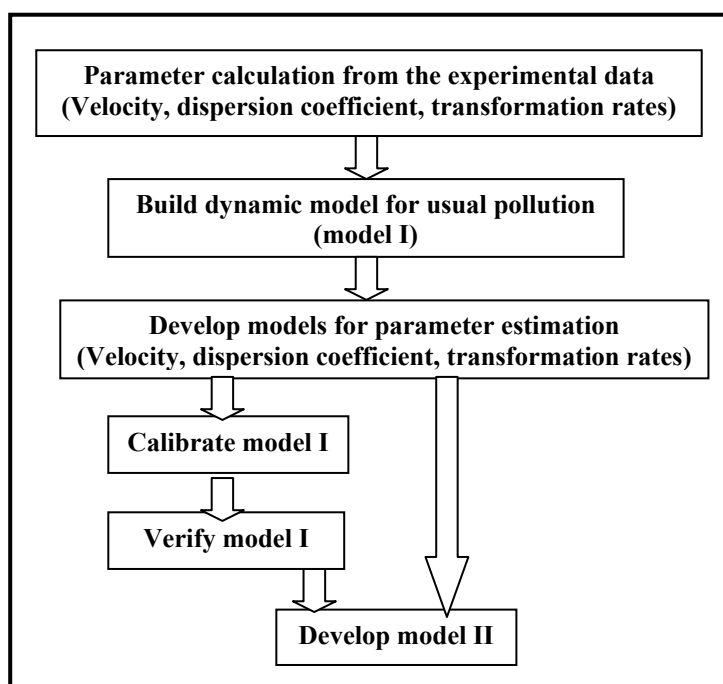 Parameter calculation from the experimental data
(Velocity, dispersion coefficient, transformation rates)
Build dynamic model for usual pollution
(model I)
Develop models for parameter estimation
(Velocity, dispersion coefficient, transformation rates)
Calibrate model I
Verify model I
Develop model II